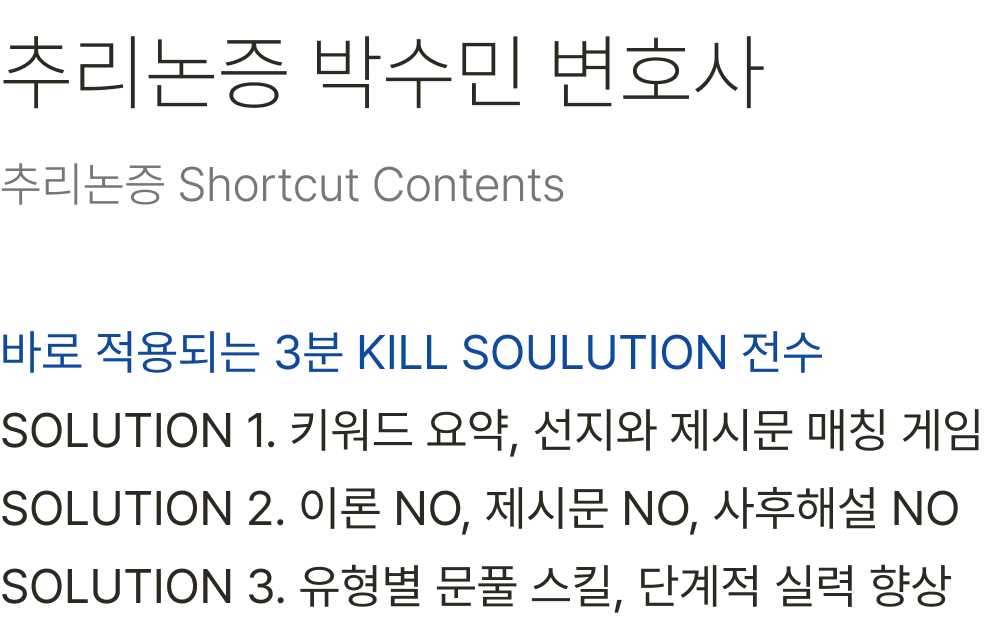 추리논증 박수민 변호사
추리논증 Shortcut Contents
바로 적용되는 3분 KILL SOULUTION 전수
SOLUTION 1. 키워드 요약, 선지와 제시문 매칭 게임
SOLUTION 2. 이론 NO, 제시문 NO, 사후해설 NO
SOLUTION 3. 유형별 문풀 스킬, 단계적 실력 향상